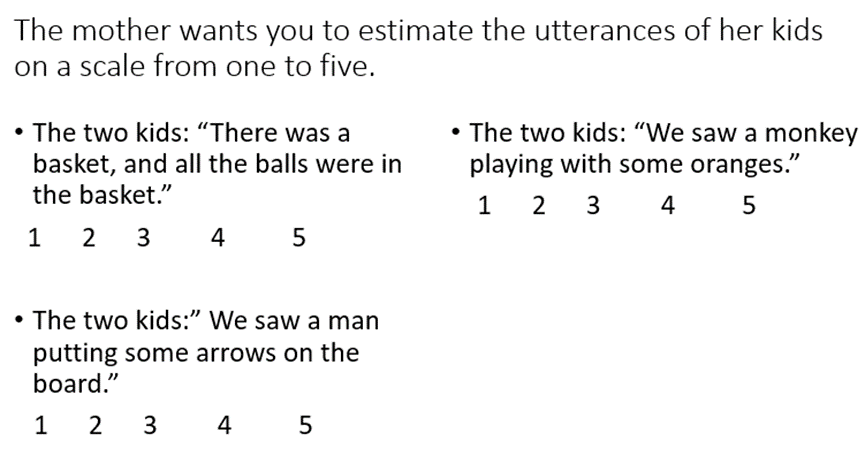 The mother wants you to estimate the utterances of her kids
on a scale from one to five.
• The two kids: “There was a
basket, and all the balls were in
the basket.”
1 2 3 4 5
• The two kids: “We saw a monkey
playing with some oranges.”
1 2 3 4 5
• The two kids:” We saw a man
putting some arrows on the
board.”
1 2 3 4 5